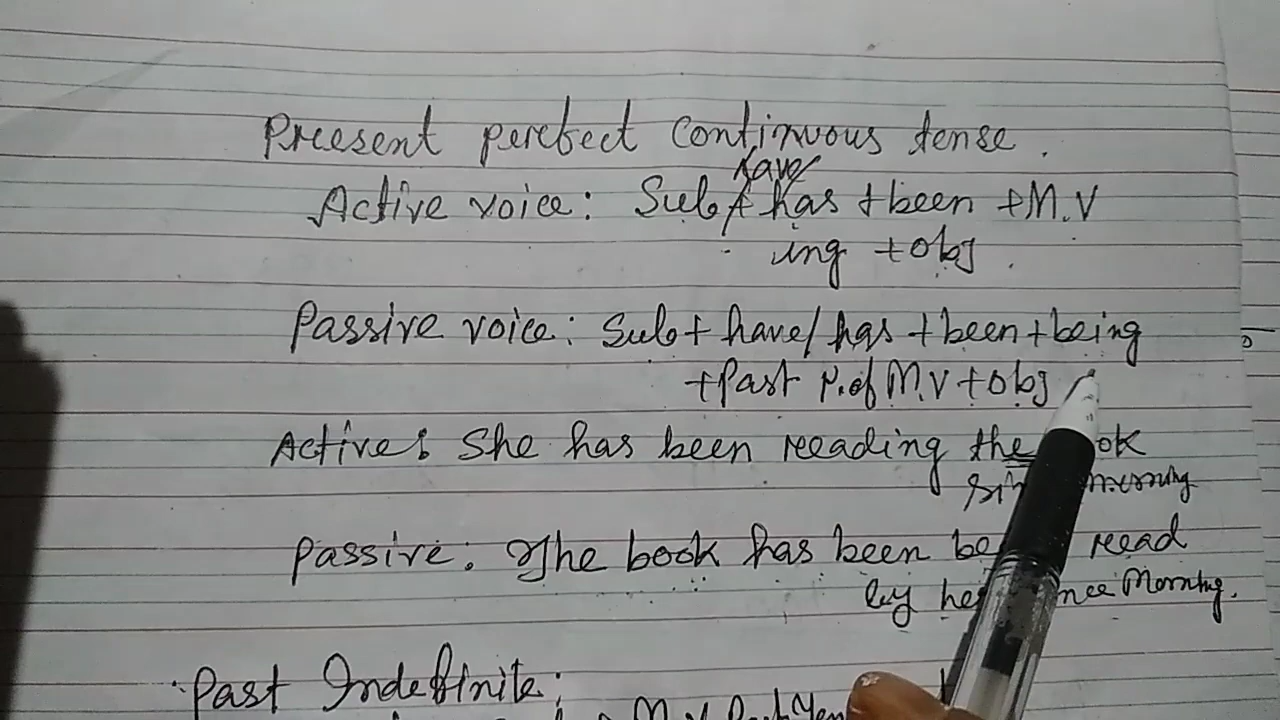 Present perfect continuous tense.
have/
Active voice: Sub + has + been + M.V
ing + obj.
Passive voice: Sub + have/has + been + being
+ Past P. of M.V + obj
Active: She has been reading the
morning
Passive: The book has been read
by Morning.
Past Indefinite:
M.V